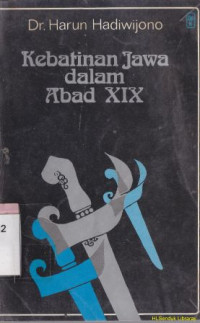 Dr. Harun Hadiwijono
Kebatinan Jawa
dalam
Abad XIX
2